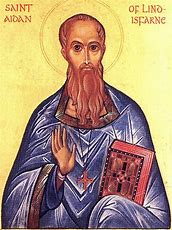 SAINT
AIDAN
OF LIND
ISFARNE